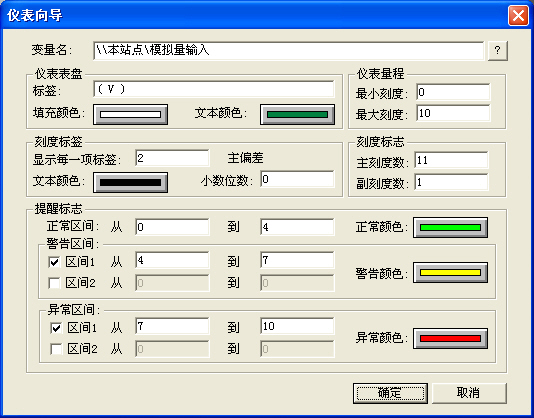 仪表向导
变量名: \\本站点\模拟量输入 ?
仪表表盘
标签: ( V )
填充颜色: 文本颜色:
仪表量程
最小刻度: 0
最大刻度: 10
刻度标签
显示每一项标签: 2 主偏差
文本颜色: 小数位数: 0
刻度标志
主刻度数: 11
副刻度数: 1
提醒标志
正常区间: 从 0 到 4 正常颜色:
警告区间:
区间1 从 4 到 7
警告颜色:
区间2 从 0 到 0
异常区间:
区间1 从 7 到 10
异常颜色:
区间2 从 0 到 0
确定 取消